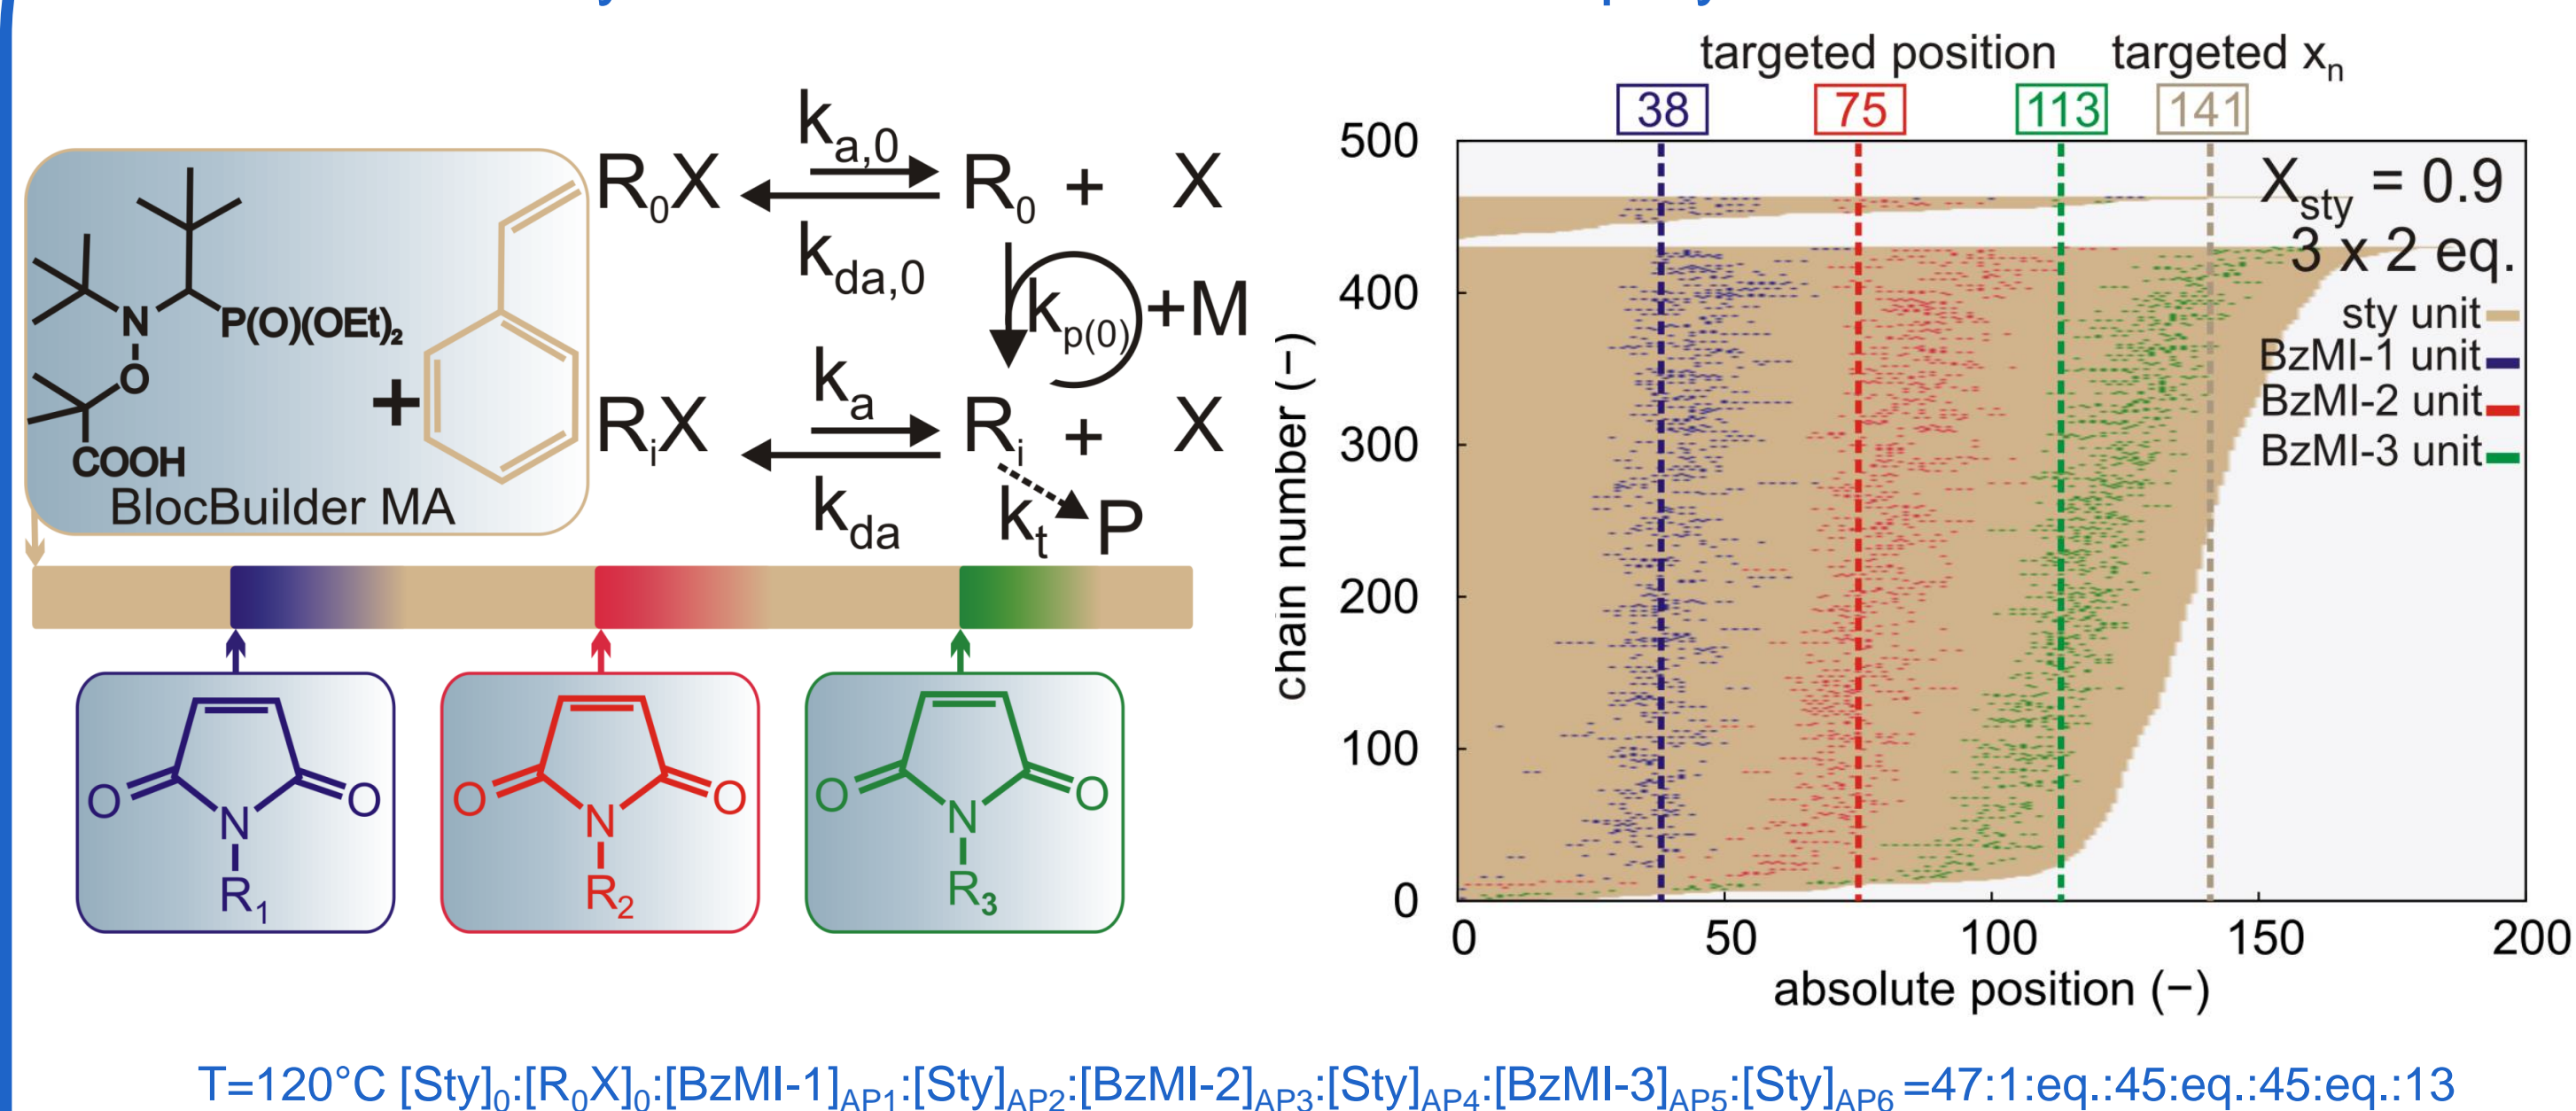 targeted position targeted xn
38 75 113 141
N P(O)(OEt)2
O
COOH
+
BlocBuilder MA
R0X ka,0 kda,0 R0 + X
kp(0) +M
RiX ka kda Ri + X
kt P
O N O
R1
O N O
R2
O N O
R3
500
400
300
200
100
0
chain number (−)
Xsty = 0.9
3 x 2 eq.
sty unit
BzMI-1 unit
BzMI-2 unit
BzMI-3 unit
0 50 100 150 200
absolute position (−)
T=120°C [Sty]0:[R0X]0:[BzMI-1]AP1:[Sty]AP2:[BzMI-2]AP3:[Sty]AP4:[BzMI-3]AP5:[Sty]AP6 =47:1:eq.:45:eq.:45:eq.:13